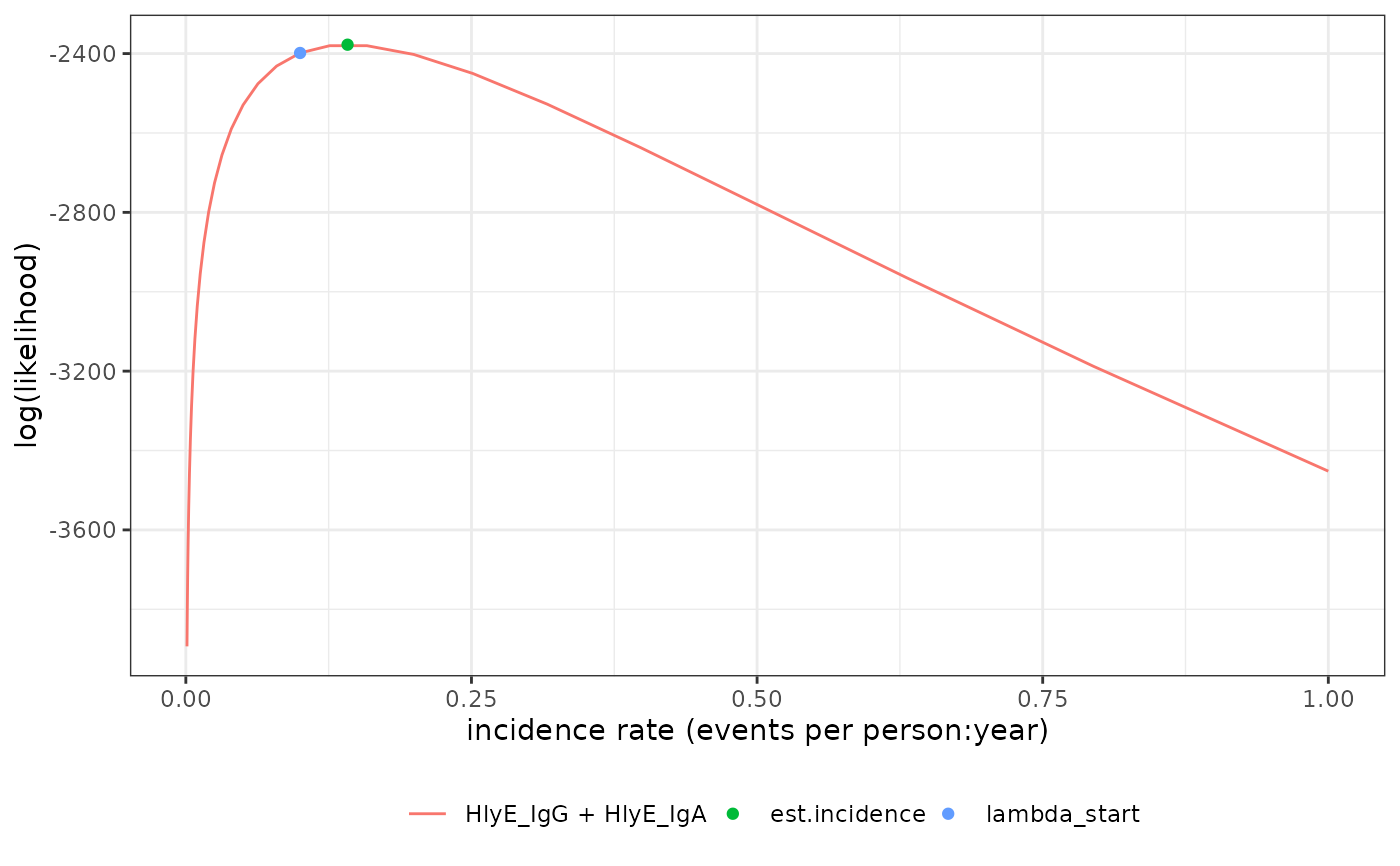 log(likelihood)
-2400
-2800
-3200
-3600
0.00 0.25 0.50 0.75 1.00
incidence rate (events per person:year)
HlyE_IgG + HlyE_IgA est.incidence lambda_start